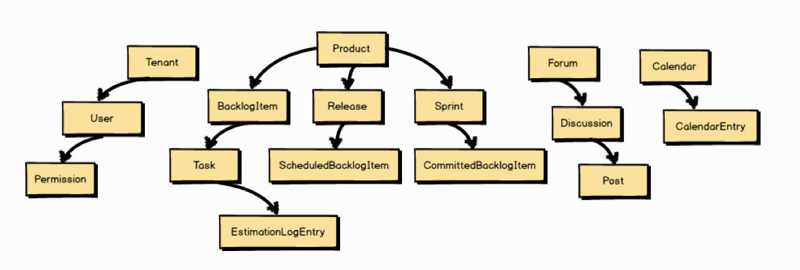 Product
Tenant
Forum
Calendar
User
BacklogItem
Release
Sprint
Discussion
CalendarEntry
Permission
Task
ScheduledBacklogItem
CommittedBacklogItem
Post
EstimationLogEntry